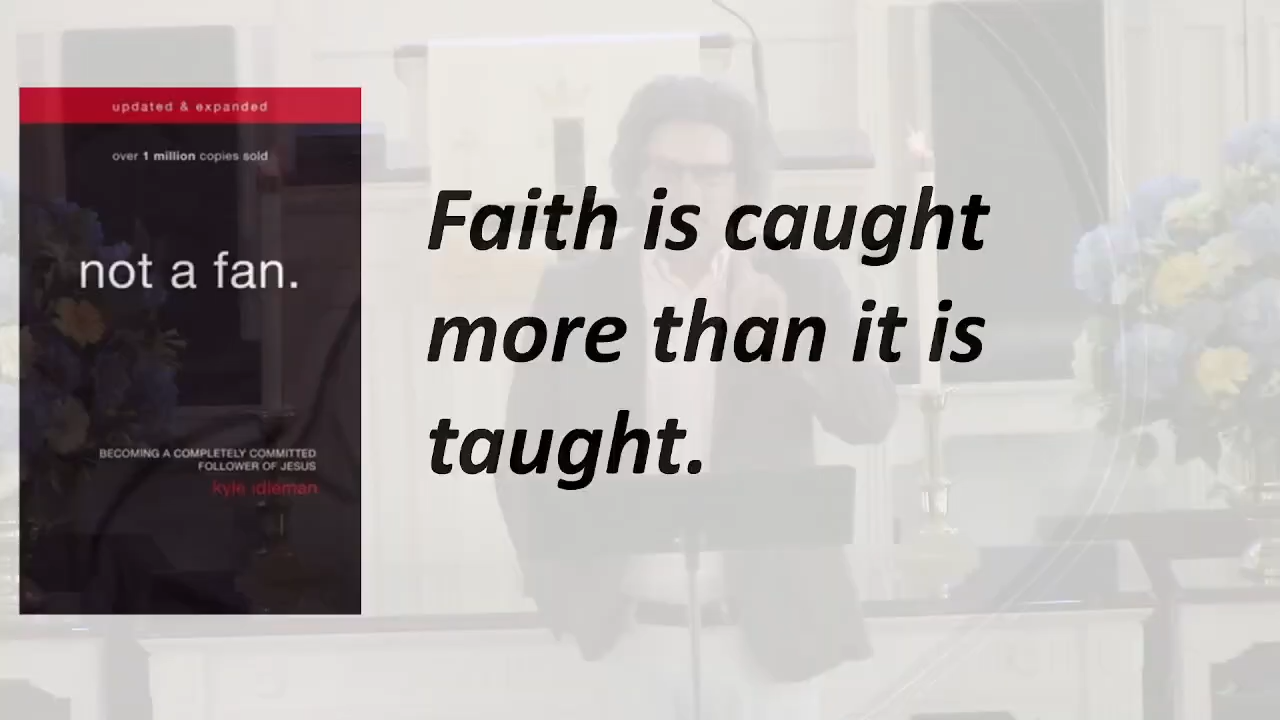 updated & expanded
over 1 million copies sold
not a fan.
BECOMING A COMPLETELY COMMITTED
FOLLOWER OF JESUS
kyle idleman
Faith is caught
more than it is
taught.